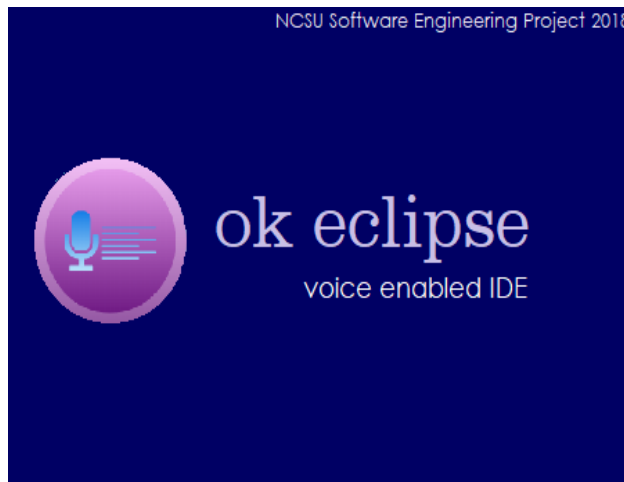 NCSU Software Engineering Project 2018
ok eclipse
voice enabled IDE